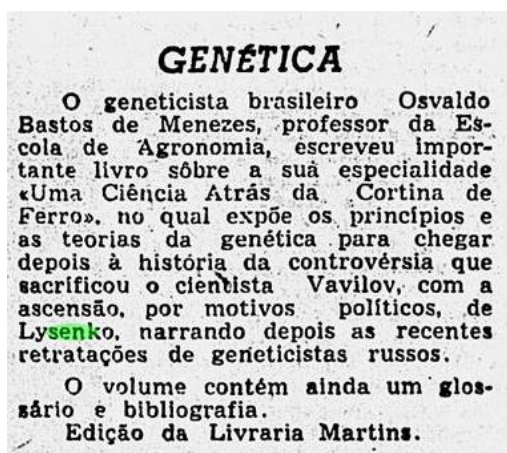 GENÉTICA
O geneticista brasileiro Osvaldo
Bastos de Menezes, professor da Es-
cola de Agronomia, escreveu impor-
tante livro sôbre a sua especialidade
«Uma Ciência Atrás da Cortina de
Ferro», no qual expõe os princípios e
as teorias da genética para chegar
depois à história da controvérsia que
sacrificou o cientista Vavilov, com a
ascensão, por motivos políticos, de
Lysenko, narrando depois as recentes
retratações de geneticistas russos.
O volume contém ainda um glos-
sário e bibliografia.
Edição da Livraria Martins.